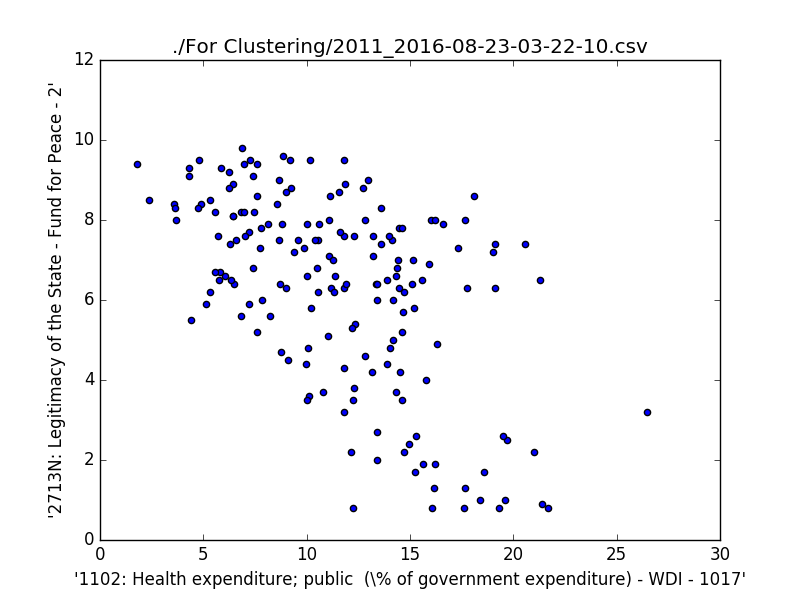 ./For Clustering/2011_2016-08-23-03-22-10.csv
12
10
8
6
4
2
0
'2713N: Legitimacy of the State - Fund for Peace - 2'
0 5 10 15 20 25 30
'1102: Health expenditure; public  (\% of government expenditure) - WDI - 1017'